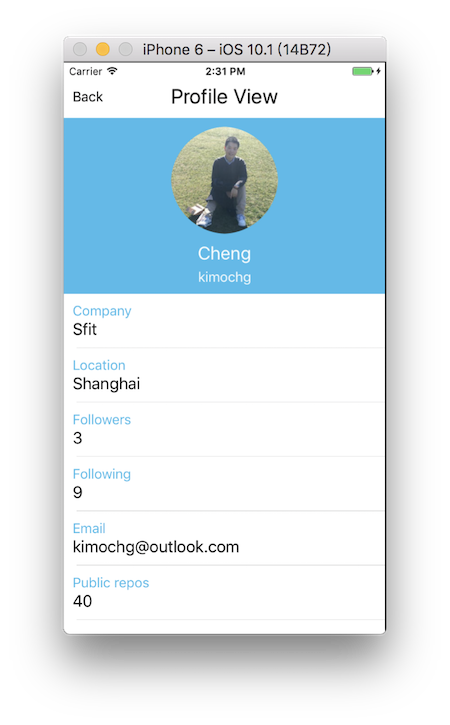 iPhone 6 – iOS 10.1 (14B72)
Carrier 2:31 PM
Back Profile View
Cheng
kimochg
Company
Sfit
Location
Shanghai
Followers
3
Following
9
Email
kimochg@outlook.com
Public repos
40